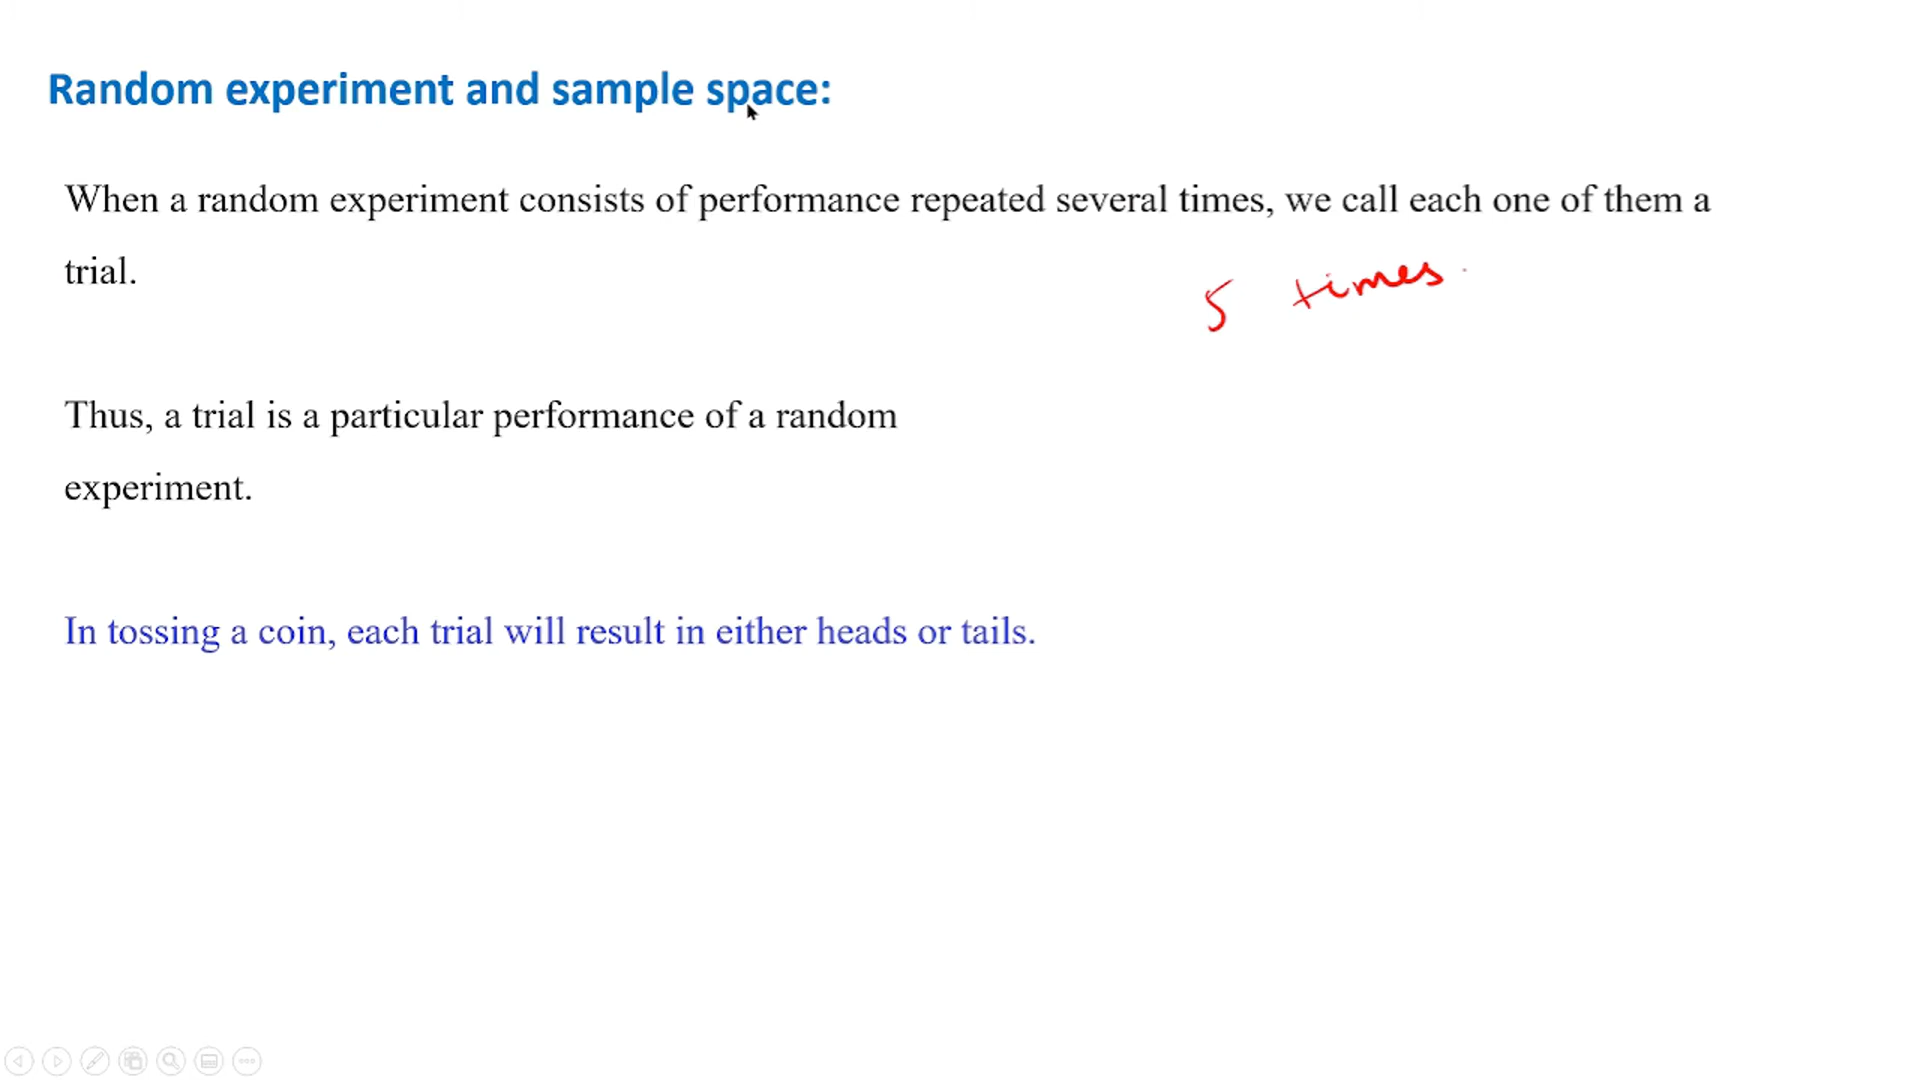 Random experiment and sample space:
When a random experiment consists of performance repeated several times, we call each one of them a
trial.
5 times
Thus, a trial is a particular performance of a random
experiment.
In tossing a coin, each trial will result in either heads or tails.